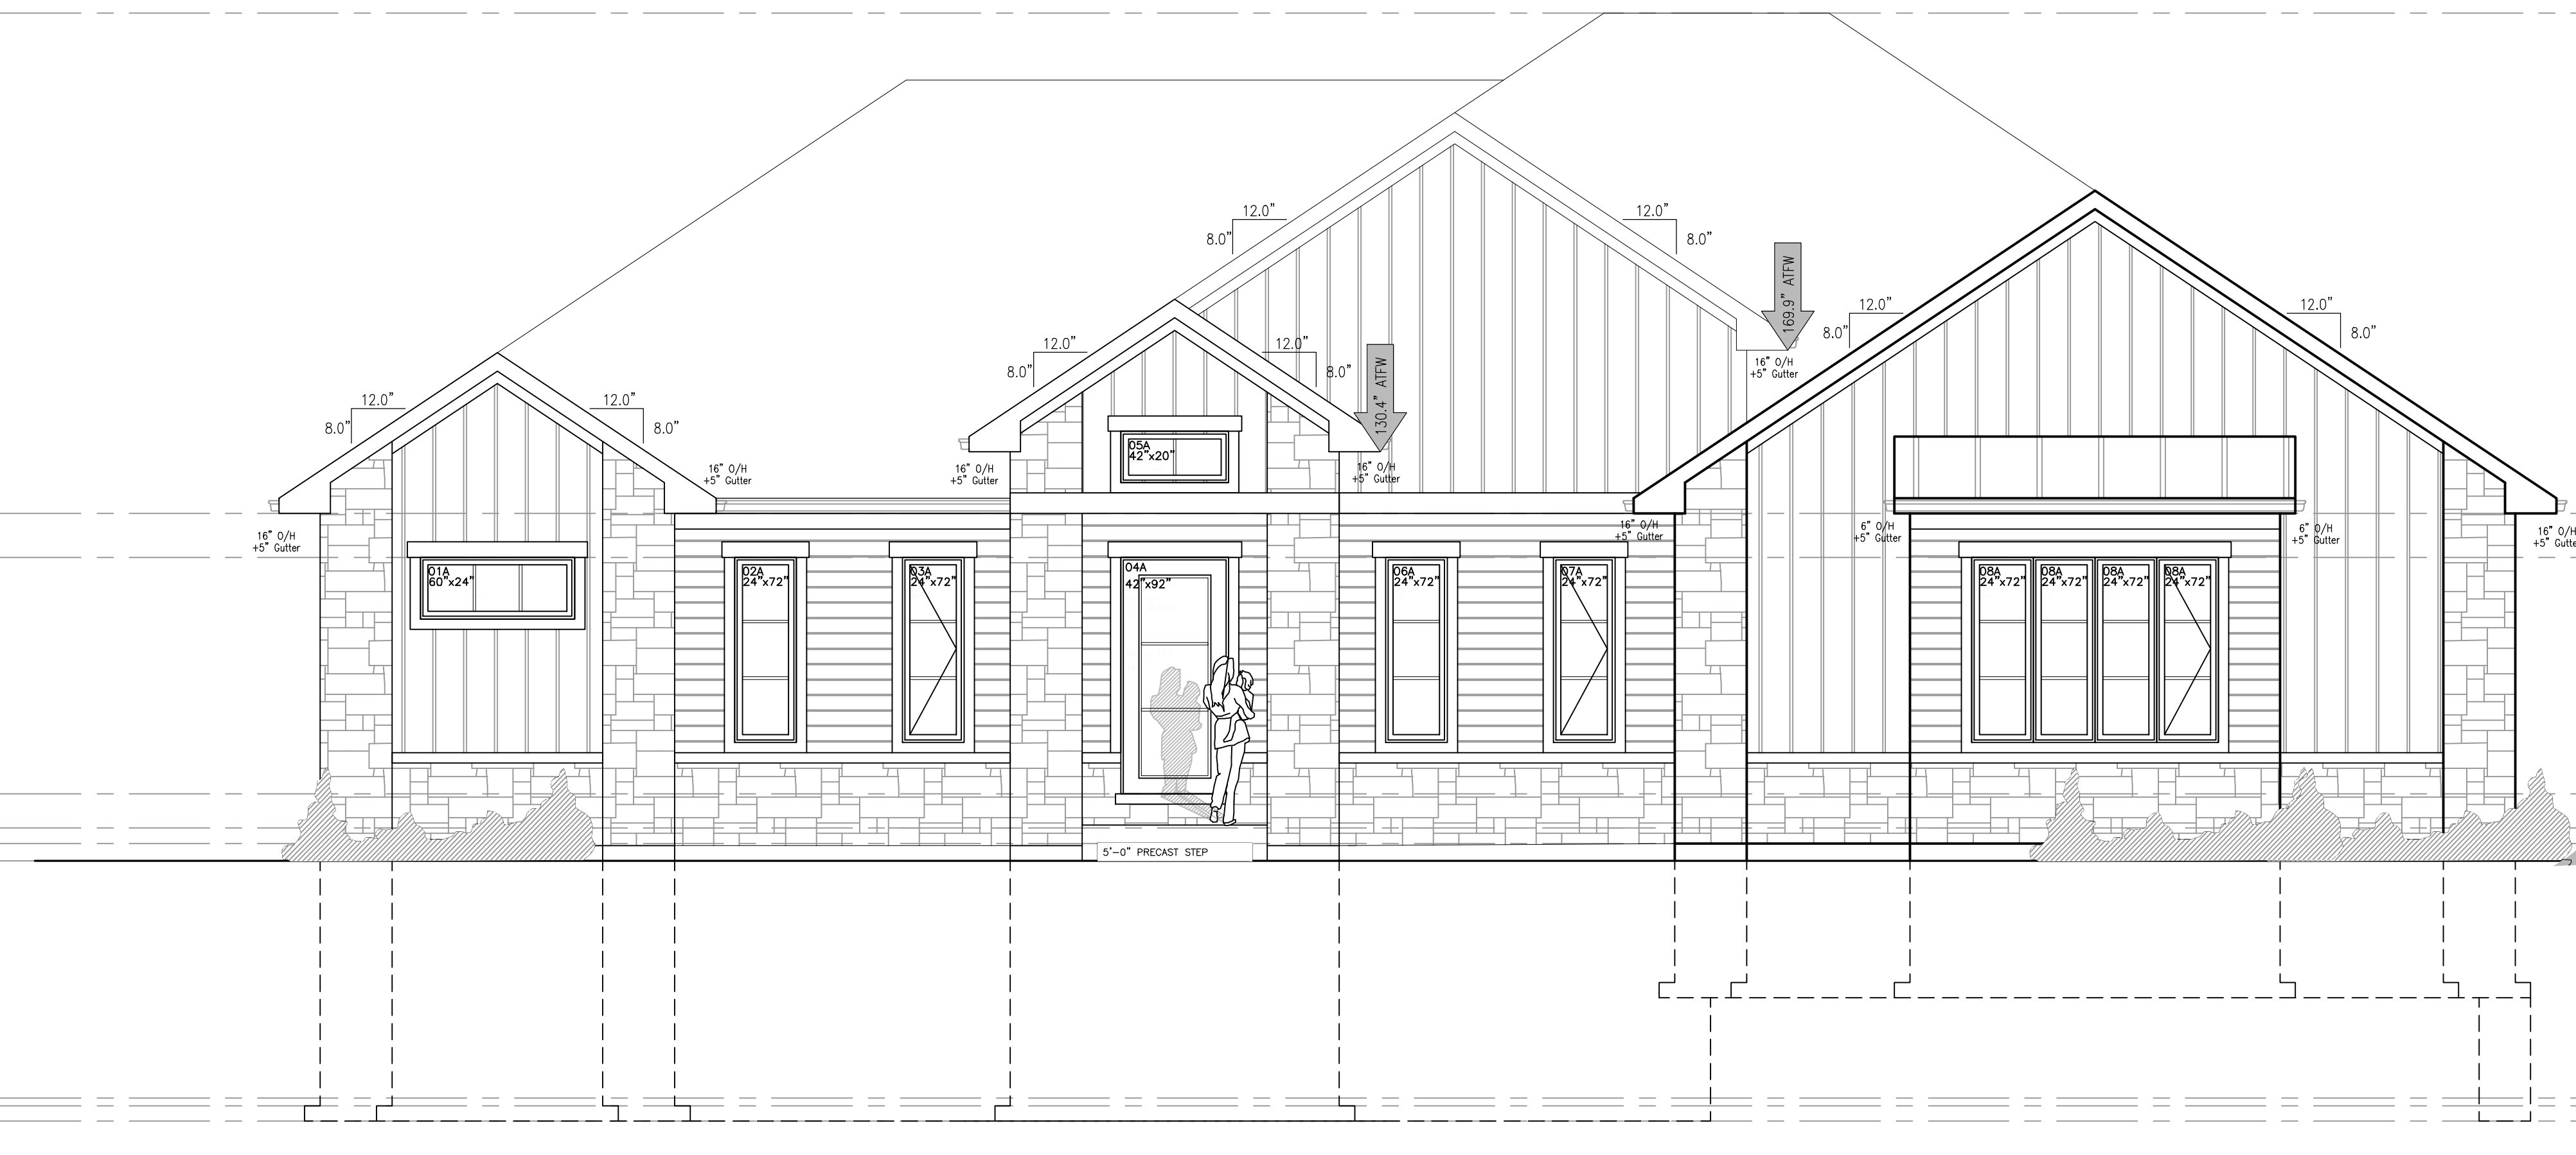 12.0"
12.0"
8.0"
8.0"
169.9" ATFW
12.0"
12.0"
8.0"
8.0"
12.0"
12.0"
8.0"
8.0"
130.4" ATFW
16" O/H
+5" Gutter
12.0"
12.0"
8.0"
8.0"
05A
42"x20"
16" O/H
+5" Gutter
16" O/H
+5" Gutter
16" O/H
+5" Gutter
16" O/H
+5" Gutter
16" O/H
+5" Gutter
6" O/H
+5" Gutter
6" O/H
+5" Gutter
16" O/H
+5" Gutte
01A
60"x24"
02A
24"x72"
03A
24"x72"
04A
42"x92"
06A
24"x72"
07A
24"x72"
08A
24"x72"
08A
24"x72"
08A
24"x72"
08A
24"x72"
5'-0" PRECAST STEP